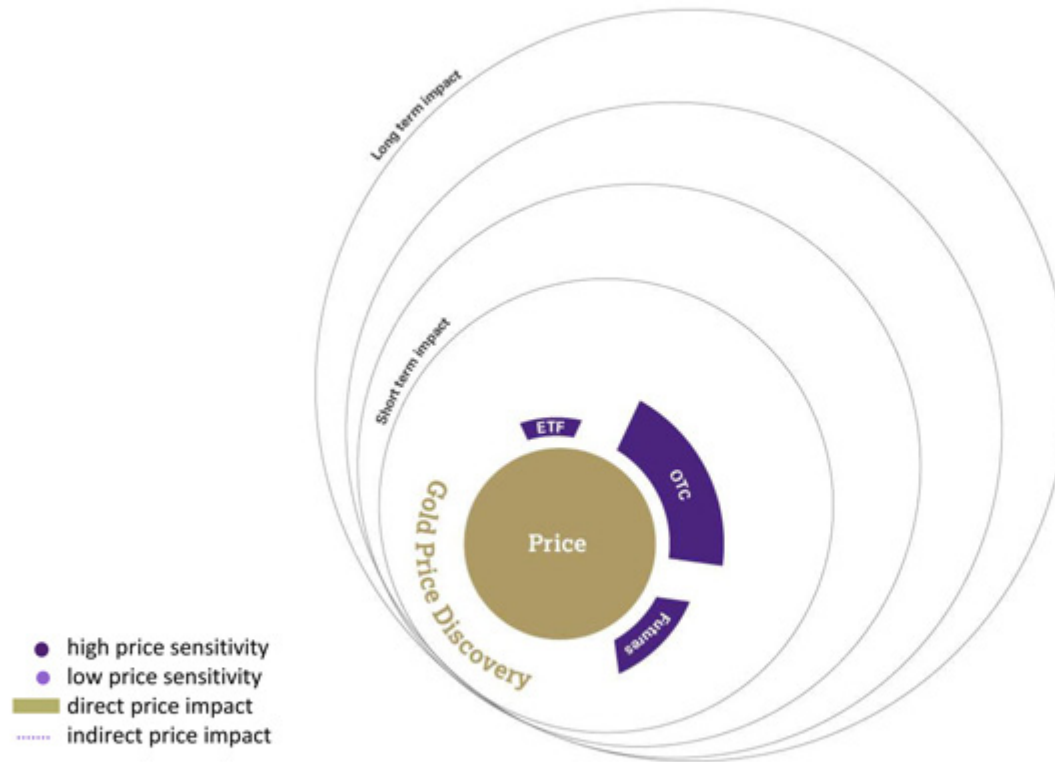 Long term impact
Short term impact
ETF
OTC
Price
Futures
Gold Price Discovery
high price sensitivity
low price sensitivity
direct price impact
indirect price impact